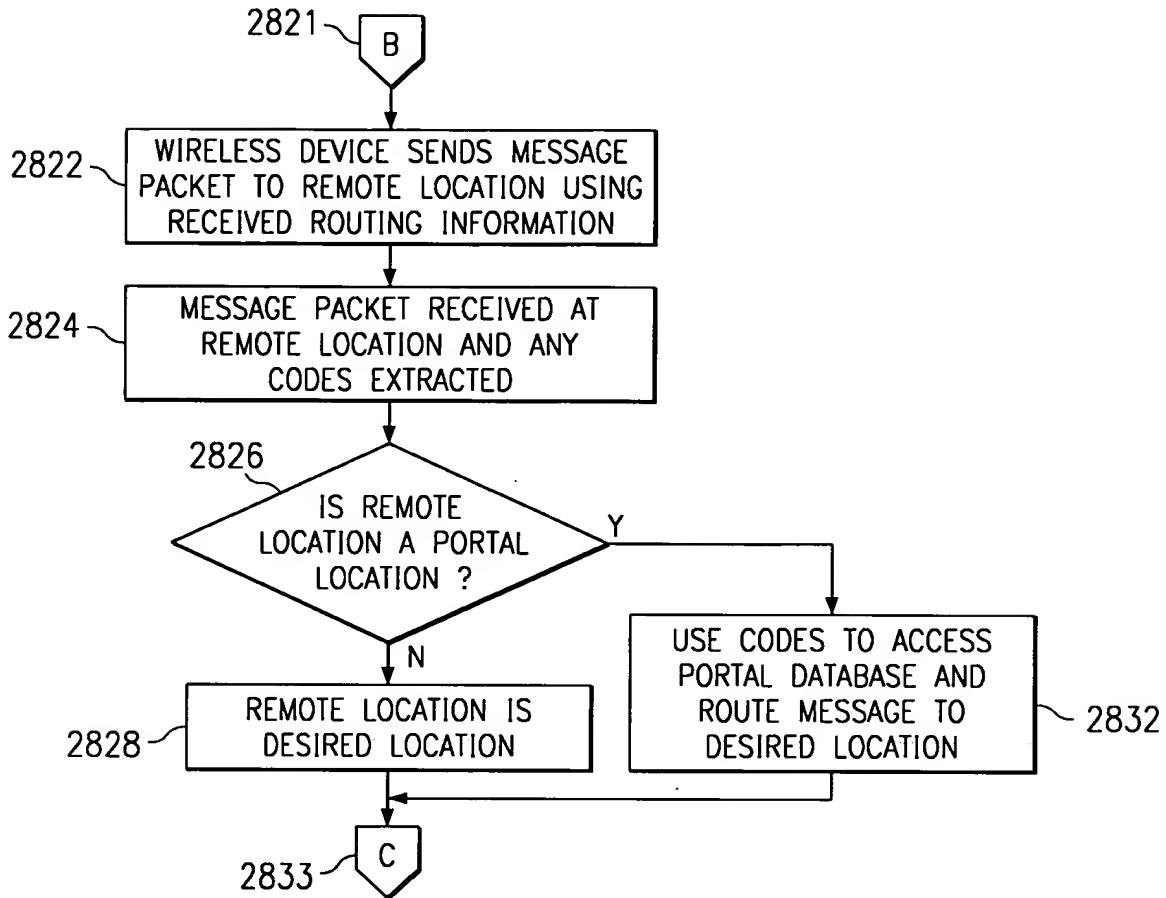 2821
B
2822
WIRELESS DEVICE SENDS MESSAGE
PACKET TO REMOTE LOCATION USING
RECEIVED ROUTING INFORMATION
2824
MESSAGE PACKET RECEIVED AT
REMOTE LOCATION AND ANY
CODES EXTRACTED
2826
IS REMOTE
LOCATION A PORTAL
LOCATION ?
Y
N
2828
REMOTE LOCATION IS
DESIRED LOCATION
USE CODES TO ACCESS
PORTAL DATABASE AND
ROUTE MESSAGE TO
DESIRED LOCATION
2832
C
2833